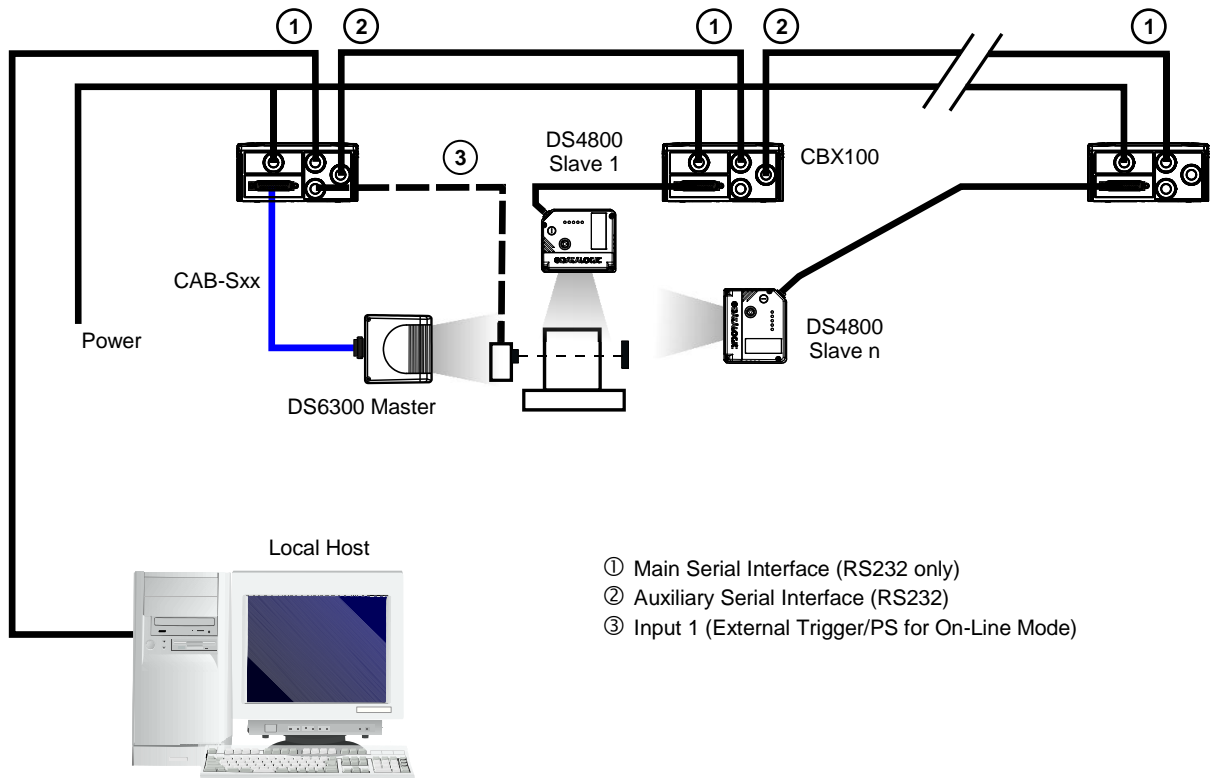 ① ② ① ② ①
③
DS4800
Slave 1
CBX100
CAB-Sxx
Power
DS6300 Master
DS4800
Slave n
Local Host
① Main Serial Interface (RS232 only)
② Auxiliary Serial Interface (RS232)
③ Input 1 (External Trigger/PS for On-Line Mode)